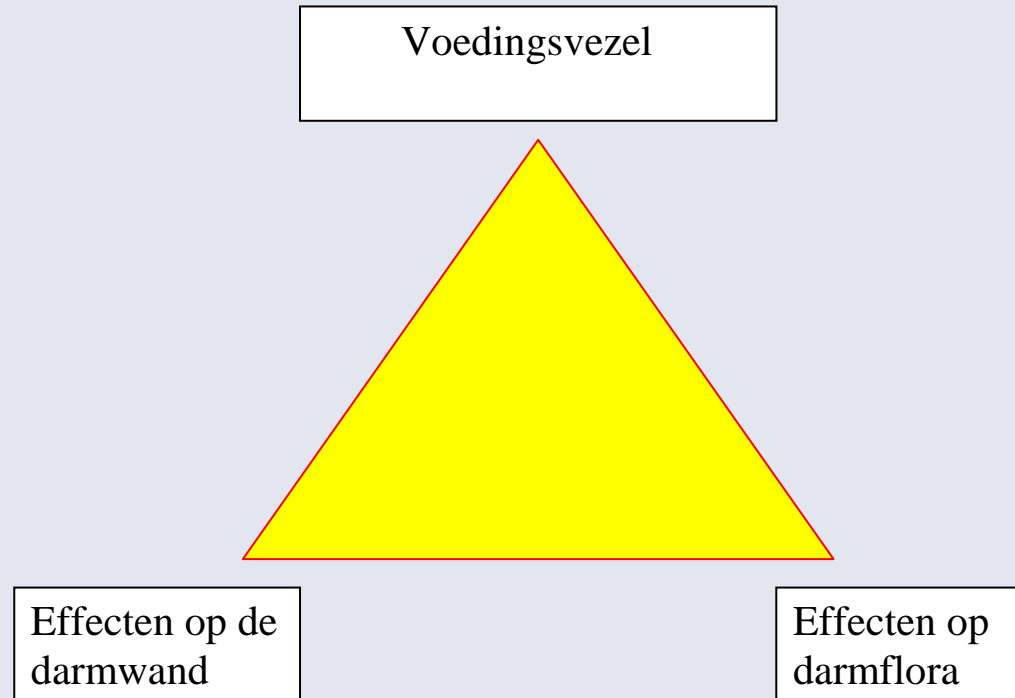 Voedingsvezel
Effecten op de
darmwand
Effecten op
darmflora